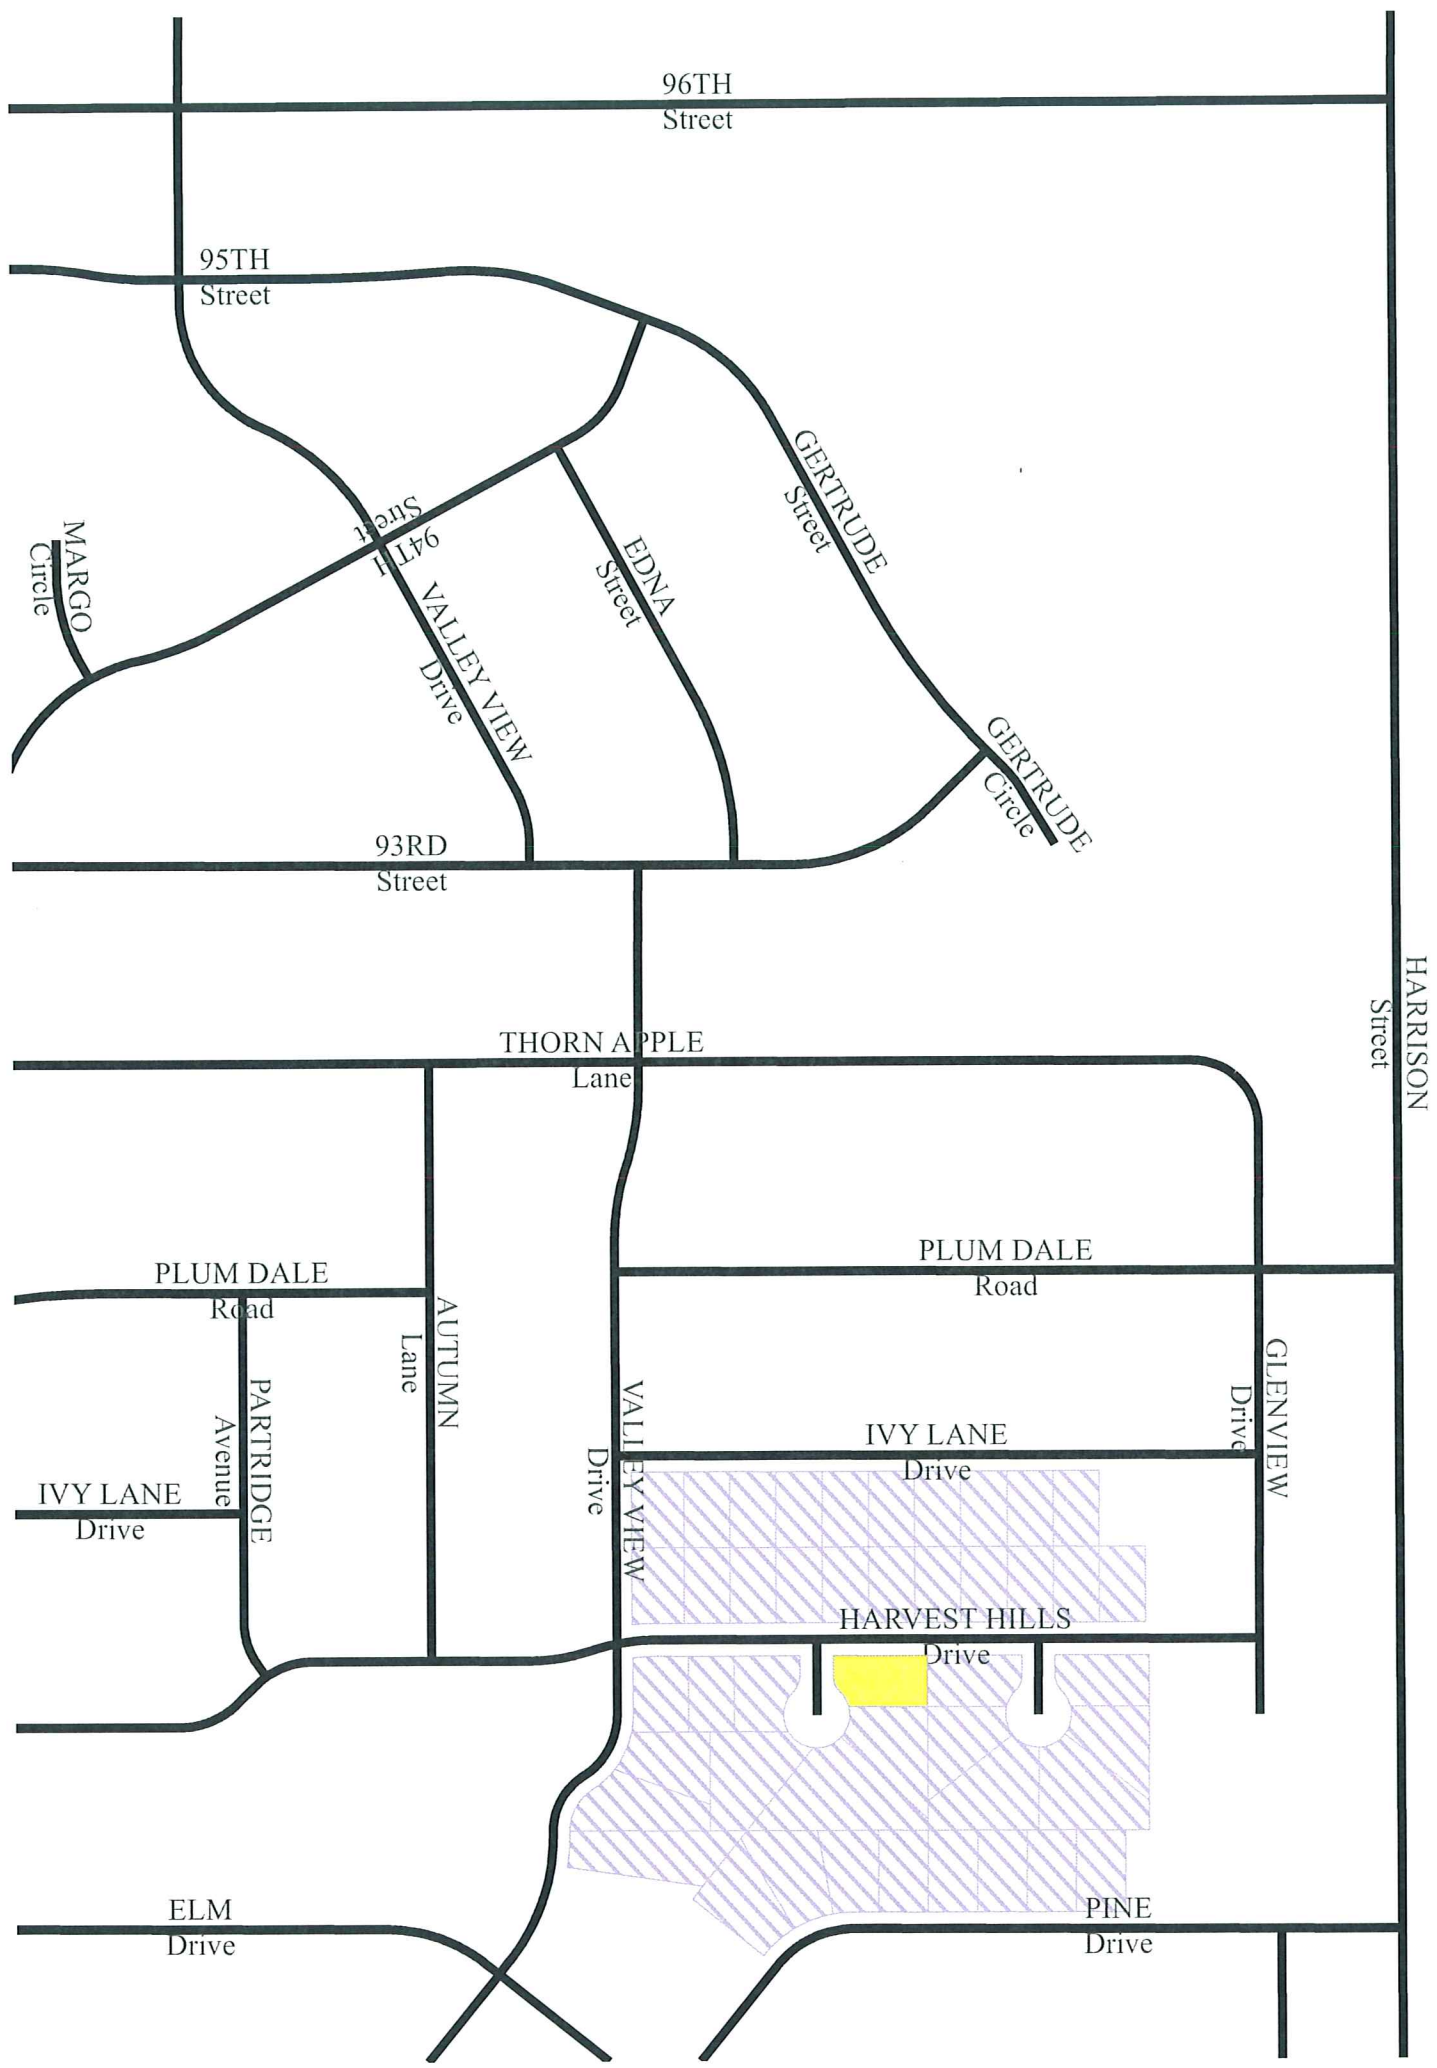 96TH
Street
95TH
Street
GERTRUDE
Street
94TH
Street
MARGO
Circle
EDNA
Street
VALLEY VIEW
Drive
GERTRUDE
Circle
93RD
Street
HARRISON
Street
THORN APPLE
Lane
PLUM DALE
Road
PLUM DALE
Road
AUTUMN
Lane
GLENVIEW
Drive
PARTRIDGE
Avenue
VALLEY VIEW
Drive
IVY LANE
Drive
IVY LANE
Drive
HARVEST HILLS
Drive
ELM
Drive
PINE
Drive